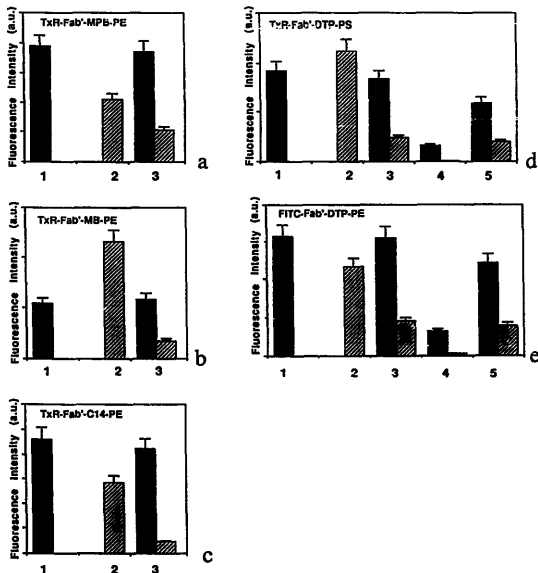 TxR-Fab'-MPB-PE
Fluorescence Intensity (a.u.)
1 2 3
a
TxR-Fab'-MB-PE
Fluorescence Intensity (a.u.)
1 2 3
b
TxR-Fab'-C14-PE
Fluorescence Intensity (a.u.)
1 2 3
c
TxR-Fab'-DTP-PS
Fluorescence Intensity (a.u.)
1 2 3 4 5
d
FITC-Fab'-DTP-PE
Fluorescence Intensity (a.u.)
1 2 3 4 5
e